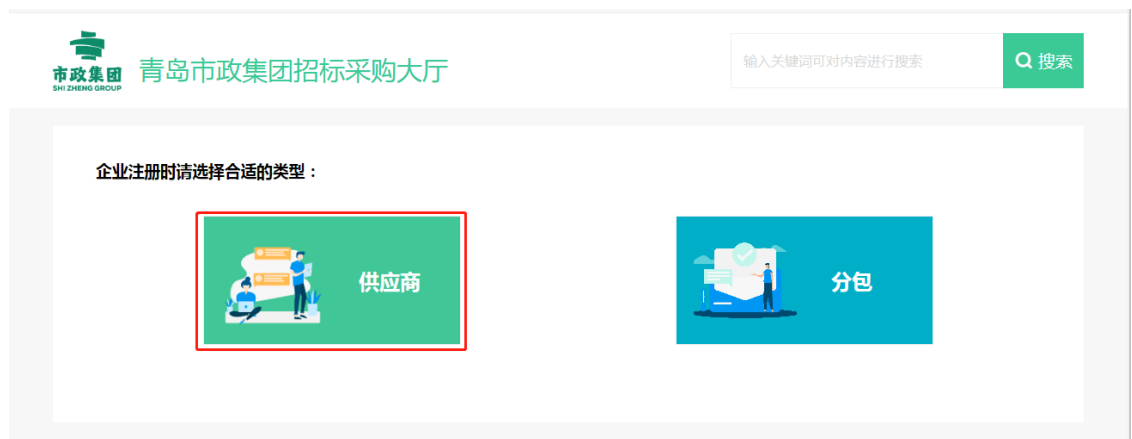 市政集团
SHI ZHENG GROUP
青岛市政集团招标采购大厅
输入关键词可对内容进行搜索
搜索
企业注册时请选择合适的类型：
供应商
分包